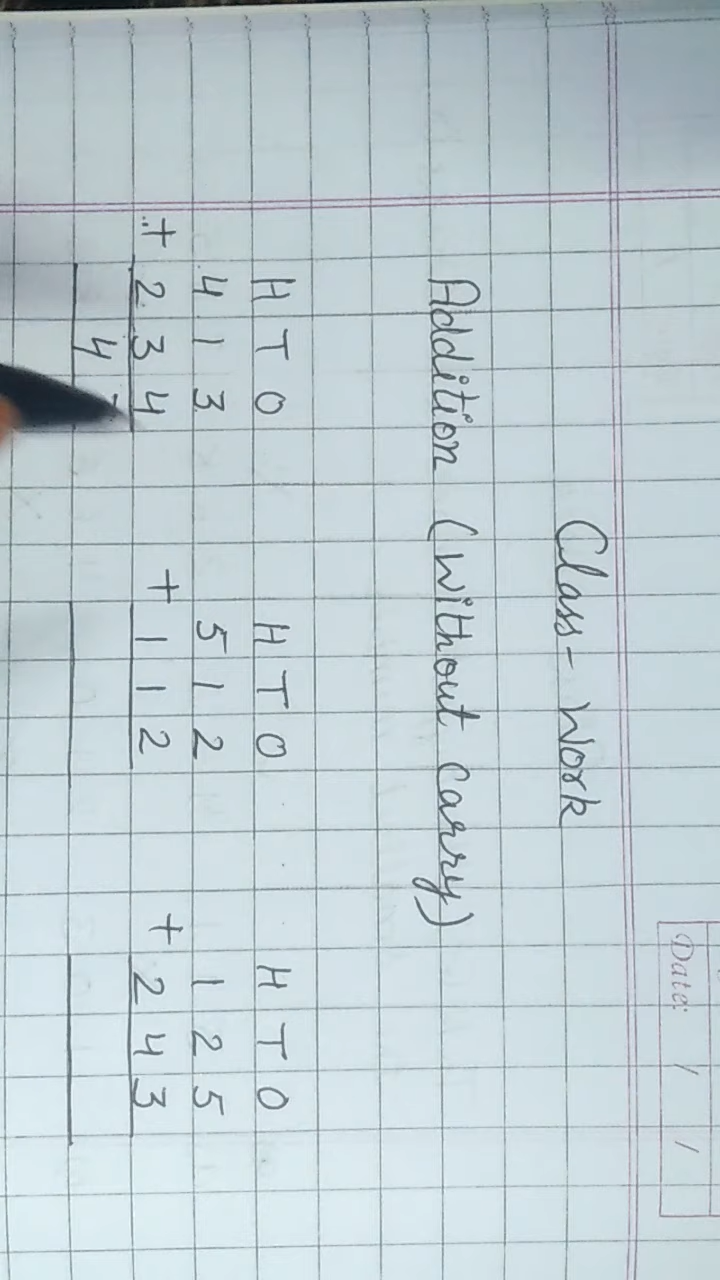 Date: / /
Class-Work
Addition (without carry)
H T O H T O H T O
4 1 3 5 1 2 1 2 5
+ 2 3 4 + 1 1 2 + 2 4 3
4